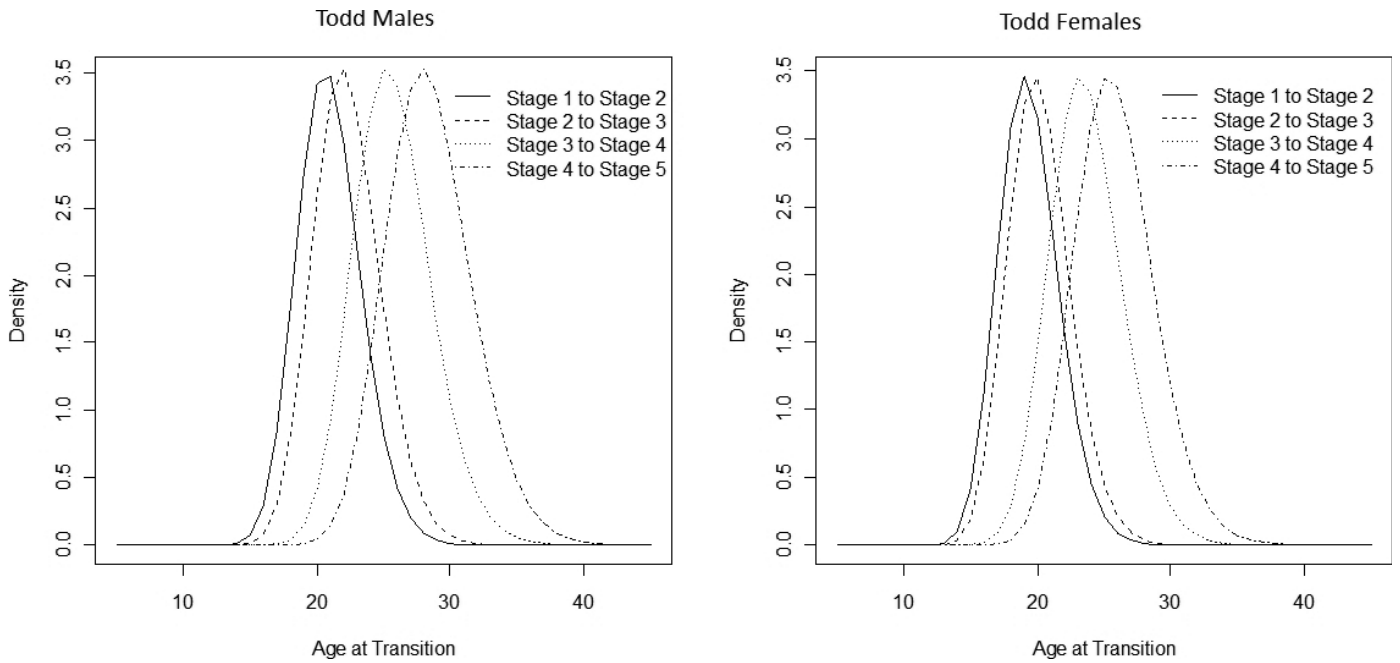 Todd Males
3.5
3.0
2.5
2.0
1.5
1.0
0.5
0.0
Density
Stage 1 to Stage 2
Stage 2 to Stage 3
Stage 3 to Stage 4
Stage 4 to Stage 5
10 20 30 40
Age at Transition
Todd Females
3.5
3.0
2.5
2.0
1.5
1.0
0.5
0.0
Density
Stage 1 to Stage 2
Stage 2 to Stage 3
Stage 3 to Stage 4
Stage 4 to Stage 5
10 20 30 40
Age at Transition